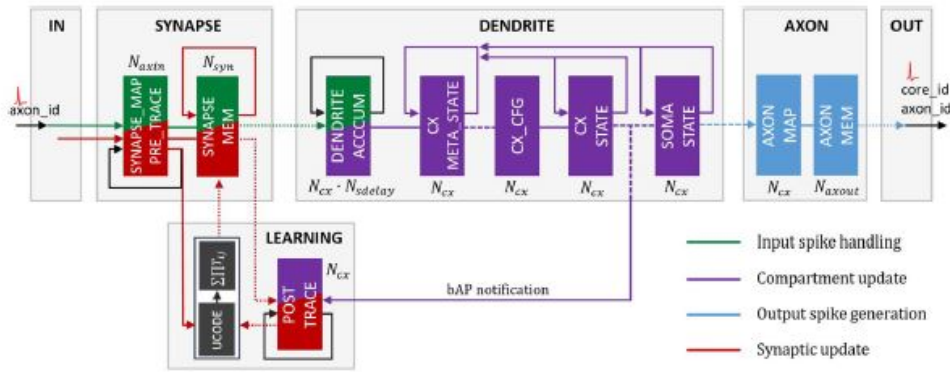 IN
SYNAPSE
DENDRITE
AXON
OUT
axon_id
N_axin
SYNAPSE_MAP
PRE_TRACE
N_syn
SYNAPSE
MEM
DENDRITE
ACCCUM
N_cx · N_sdelay
CX
META_STATE
N_cx
CX_CFG
N_cx
CX
STATE
N_cx
SOMA
STATE
N_cx
AXON
MAP
N_cx
AXON
MEM
N_axout
core_id
axon_id
LEARNING
ΣΠΓij
UCODE
N_cx
POST
TRACE
bAP notification
Input spike handling
Compartment update
Output spike generation
Synaptic update